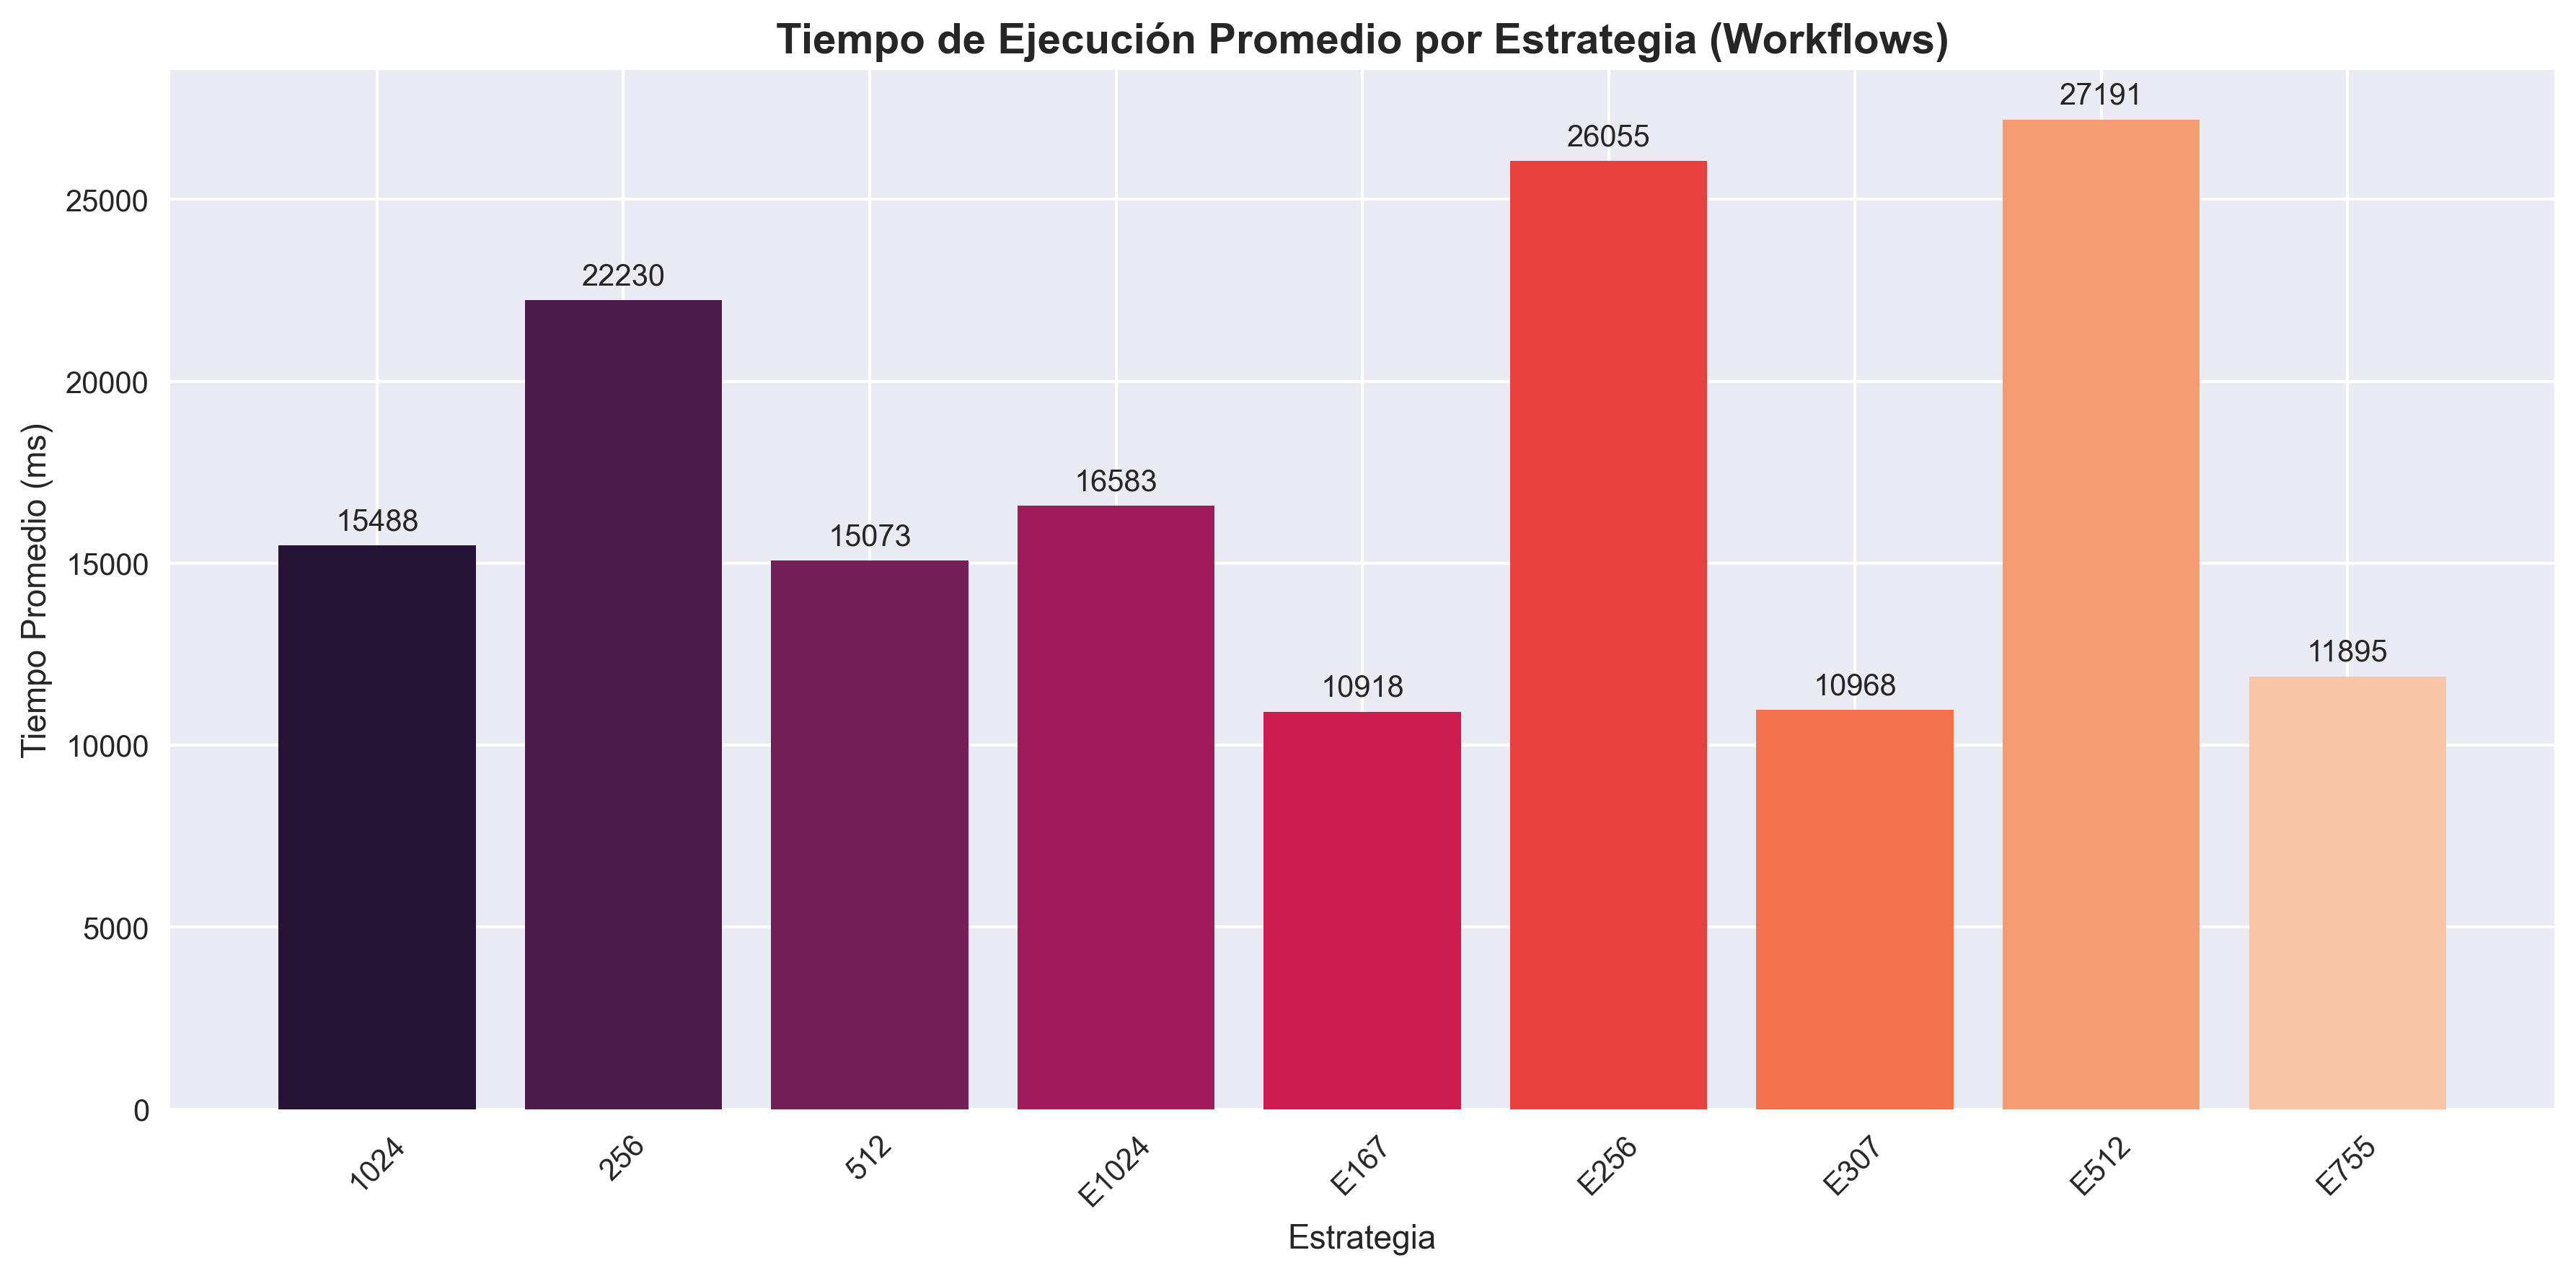 Tiempo de Ejecución Promedio por Estrategia (Workflows)
Tiempo Promedio (ms)
25000
20000
15000
10000
5000
0
15488
22230
15073
16583
10918
26055
10968
27191
11895
1024
256
512
E1024
E167
E256
E307
E512
E755
Estrategia